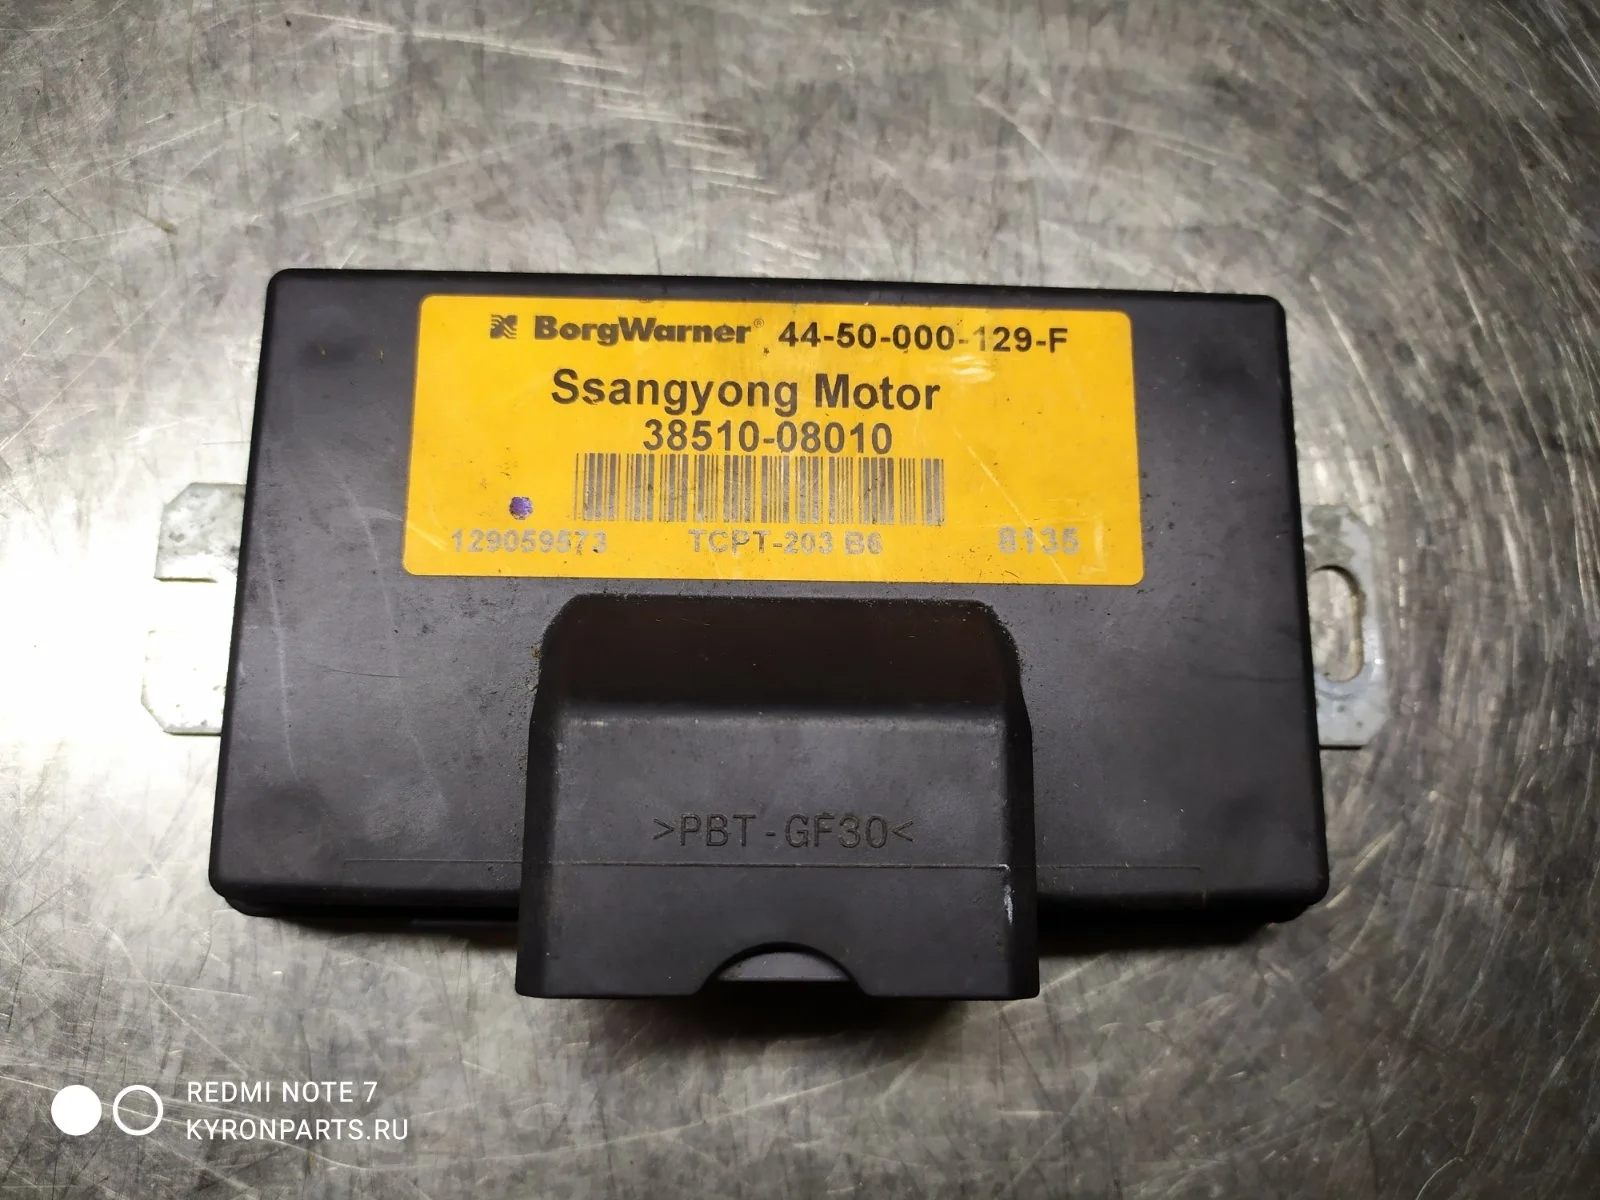 BorgWarner® 44-50-000-129-F
Ssangyong Motor
38510-08010
129059573 TCPT-203 B6 8135
>PBT-GF30<
REDMI NOTE 7
KYRONPARTS.RU